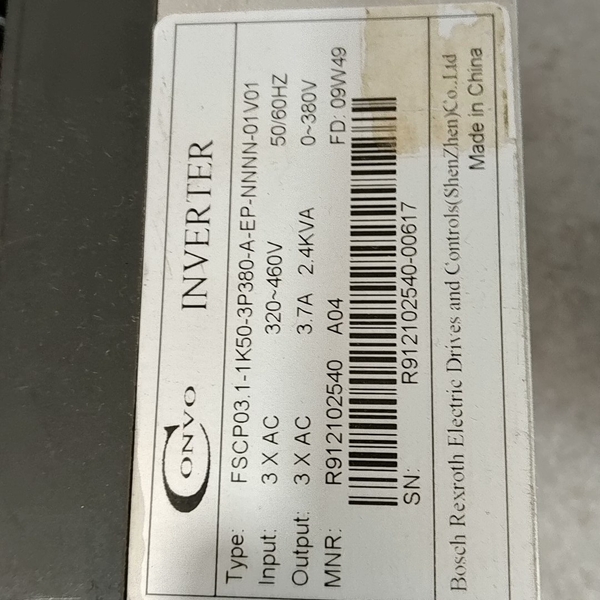 CONVO INVERTER
Type: FSCP03.1-1K50-3P380-A-EP-NNNN-01V01
Input: 3 X AC 320~460V 50/60HZ
Output: 3 X AC 3.7A 2.4KVA 0~380V
MNR: R912102540 A04 FD: 09W49
SN: R912102540-00617
Bosch Rexroth Electric Drives and Controls(ShenZhen)Co.,Ltd
Made in China